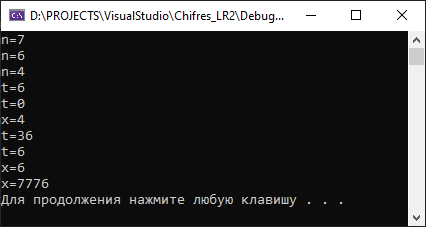 D:\PROJECTS\VisualStudio\Chifres_LR2\Debug...
n=7
n=6
n=4
t=6
t=0
x=4
t=36
t=6
x=6
x=7776
Для продолжения нажмите любую клавишу . . .